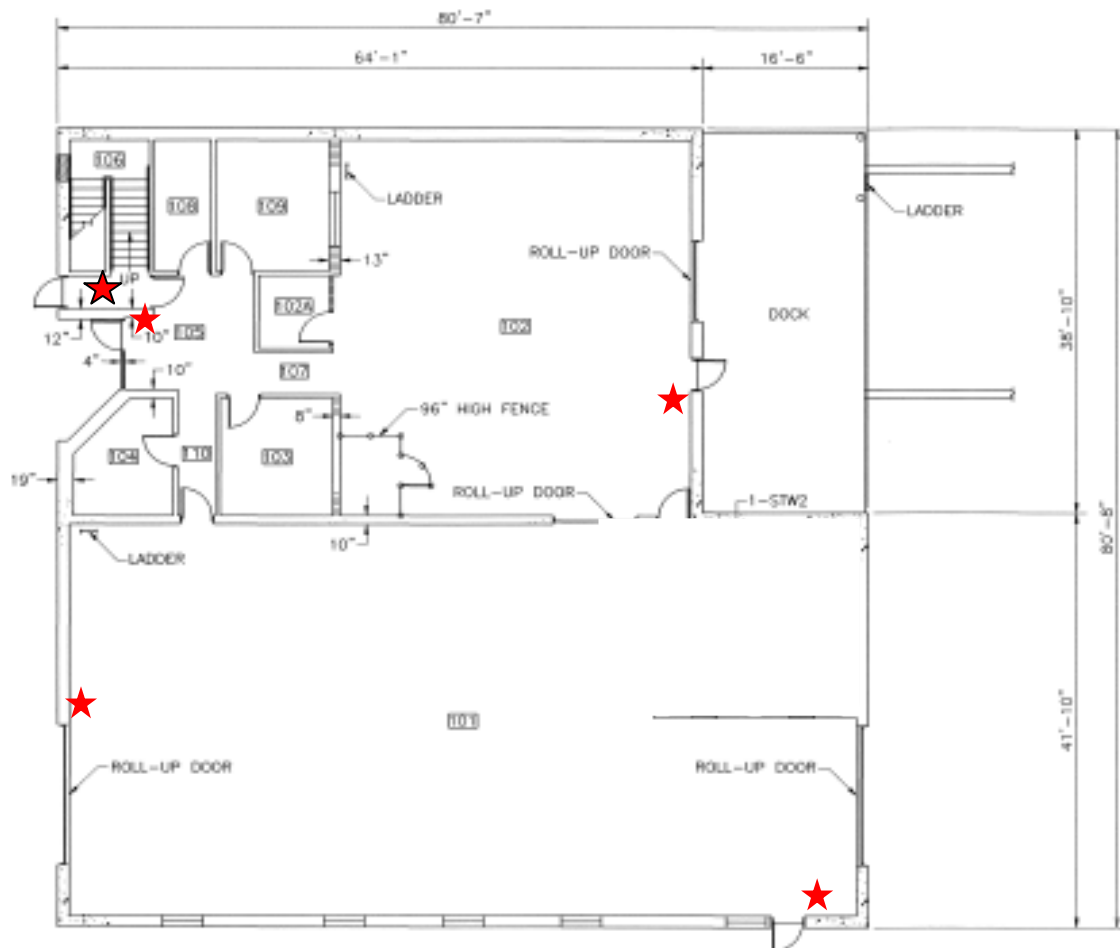 80'-7"
64'-1"
16'-6"
106
LADDER
LADDER
108
109
ROLL-UP DOOR
13"
UP
102A
102
DOCK
12"
10"
105
38'-10"
4"
10"
107
8"
96" HIGH FENCE
104
110
103
19"
ROLL-UP DOOR
1-STW2
10"
LADDER
80'-8"
101
41'-10"
ROLL-UP DOOR
ROLL-UP DOOR